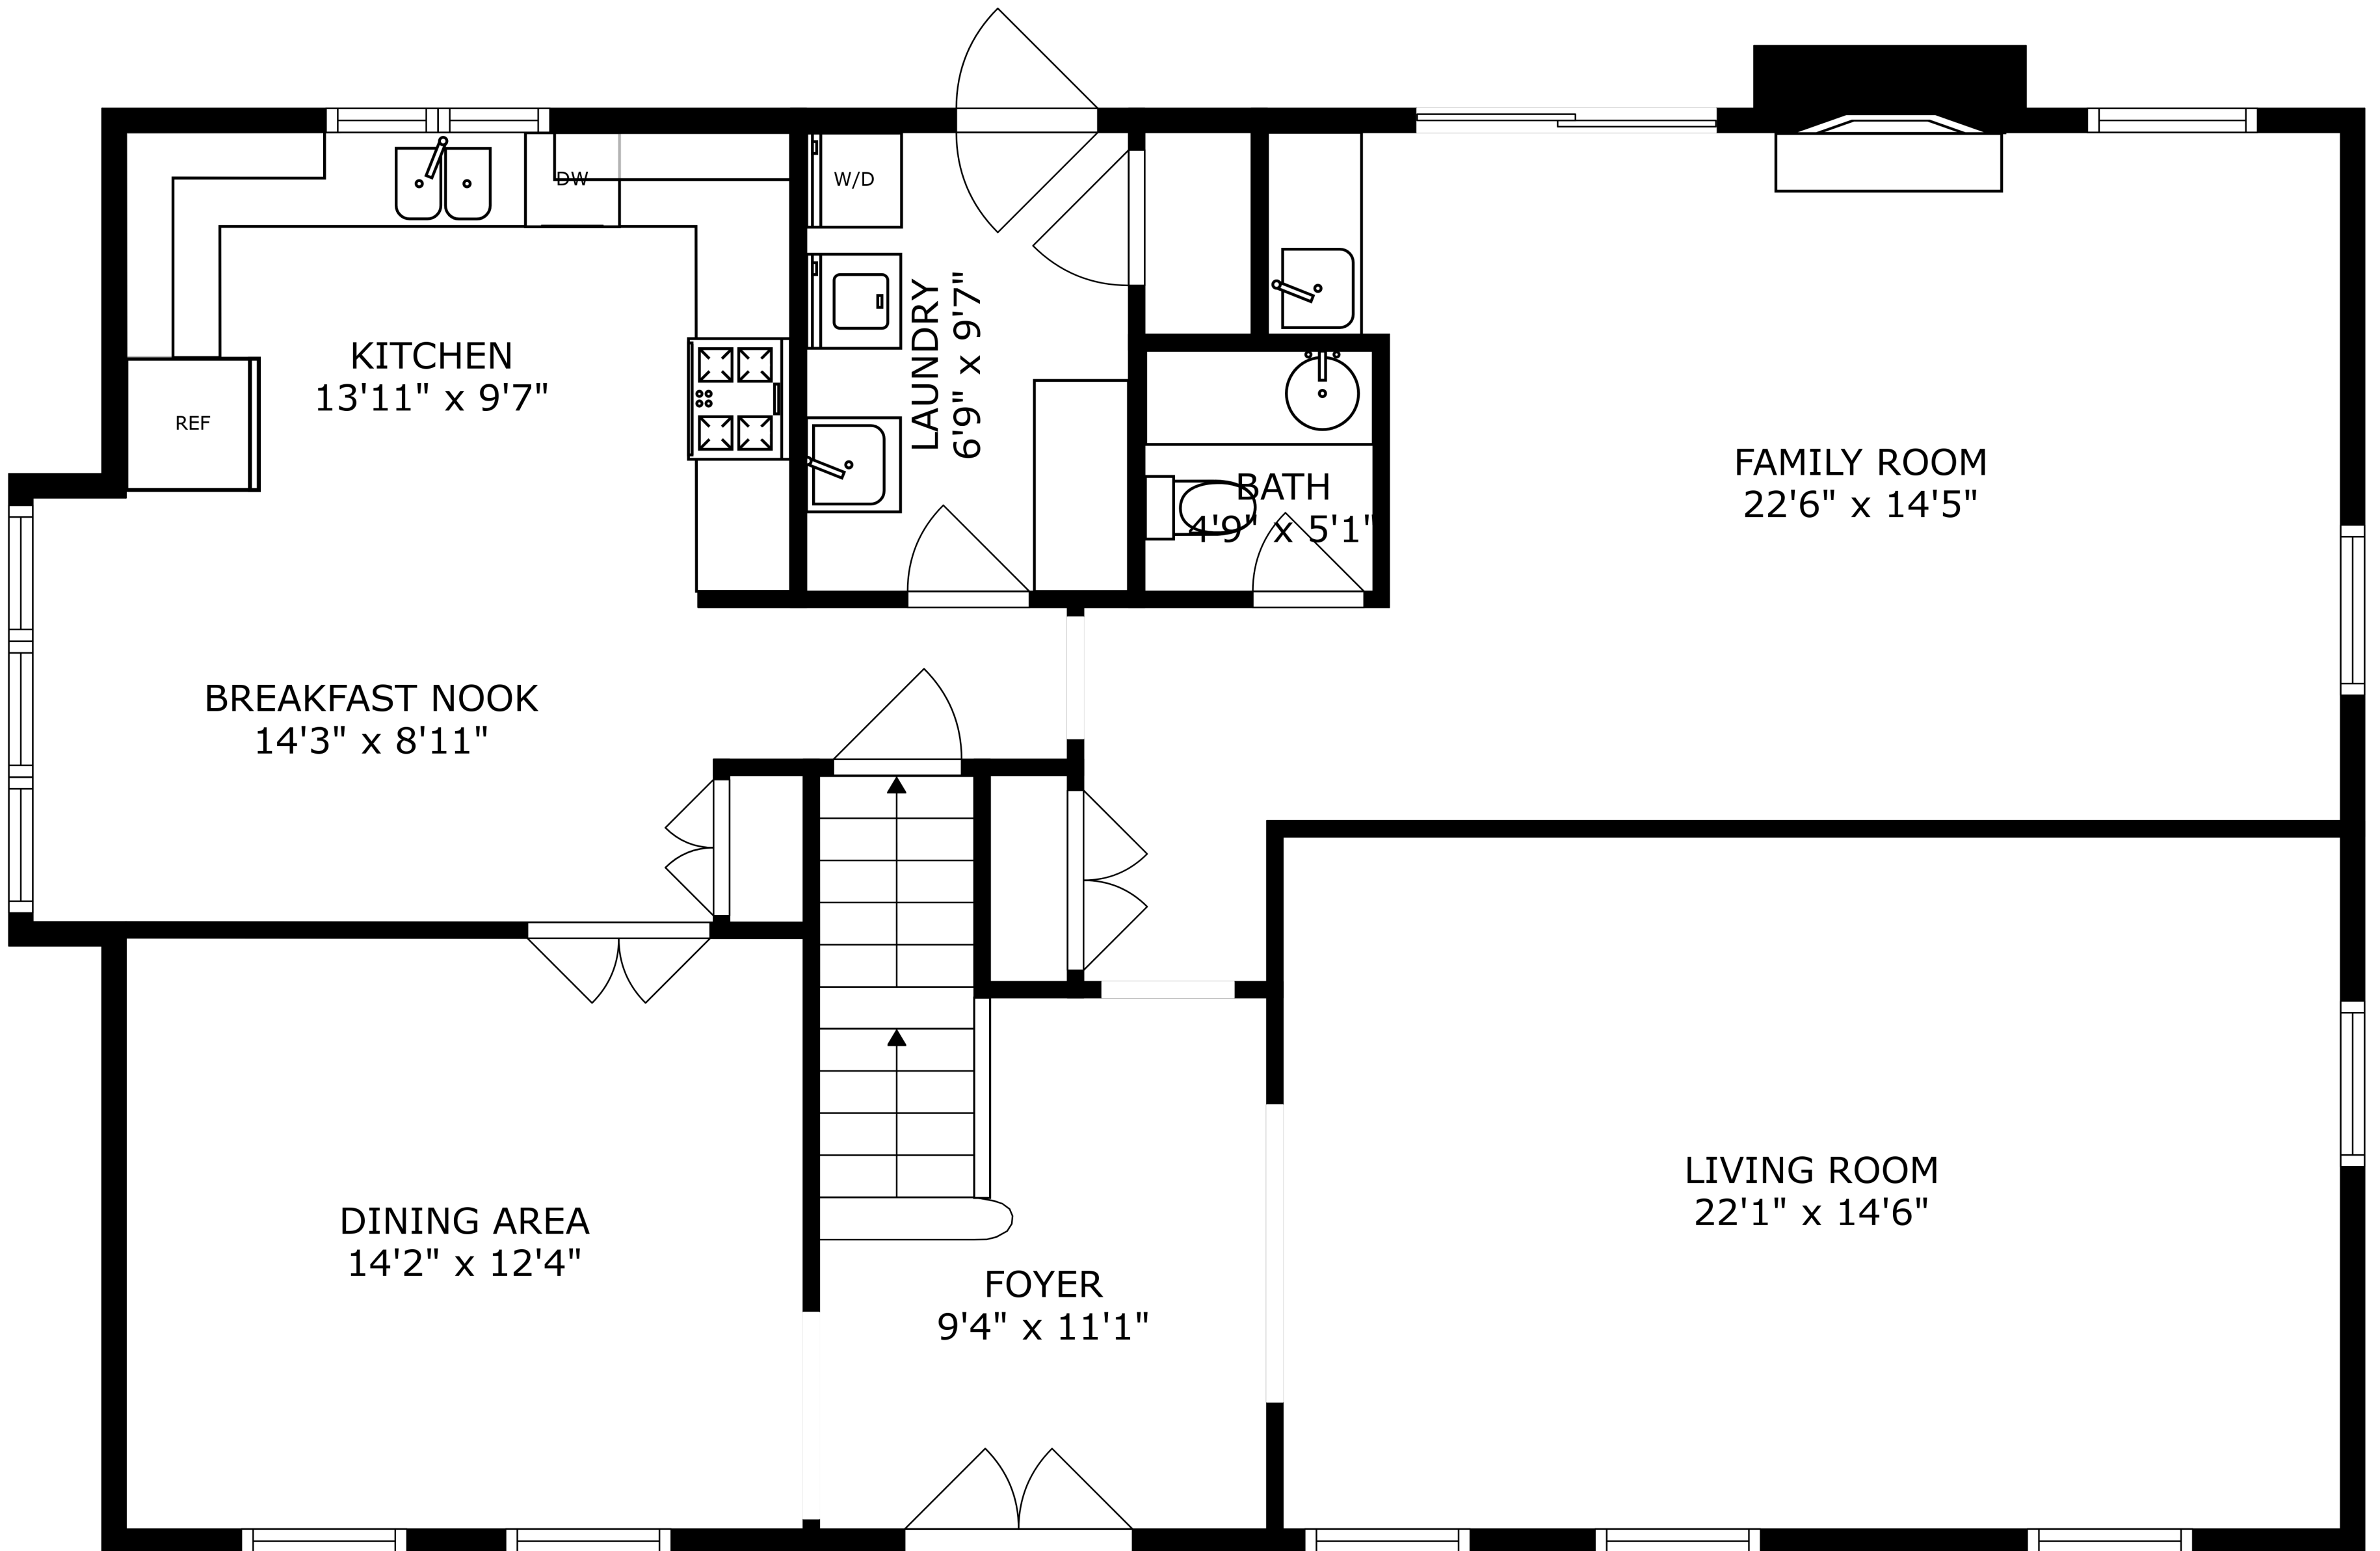 DW
W/D
KITCHEN
13'11" x 9'7"
REF
LAUNDRY
6'9" x 9'7"
BATH
4'9" x 5'1"
FAMILY ROOM
22'6" x 14'5"
BREAKFAST NOOK
14'3" x 8'11"
DINING AREA
14'2" x 12'4"
FOYER
9'4" x 11'1"
LIVING ROOM
22'1" x 14'6"